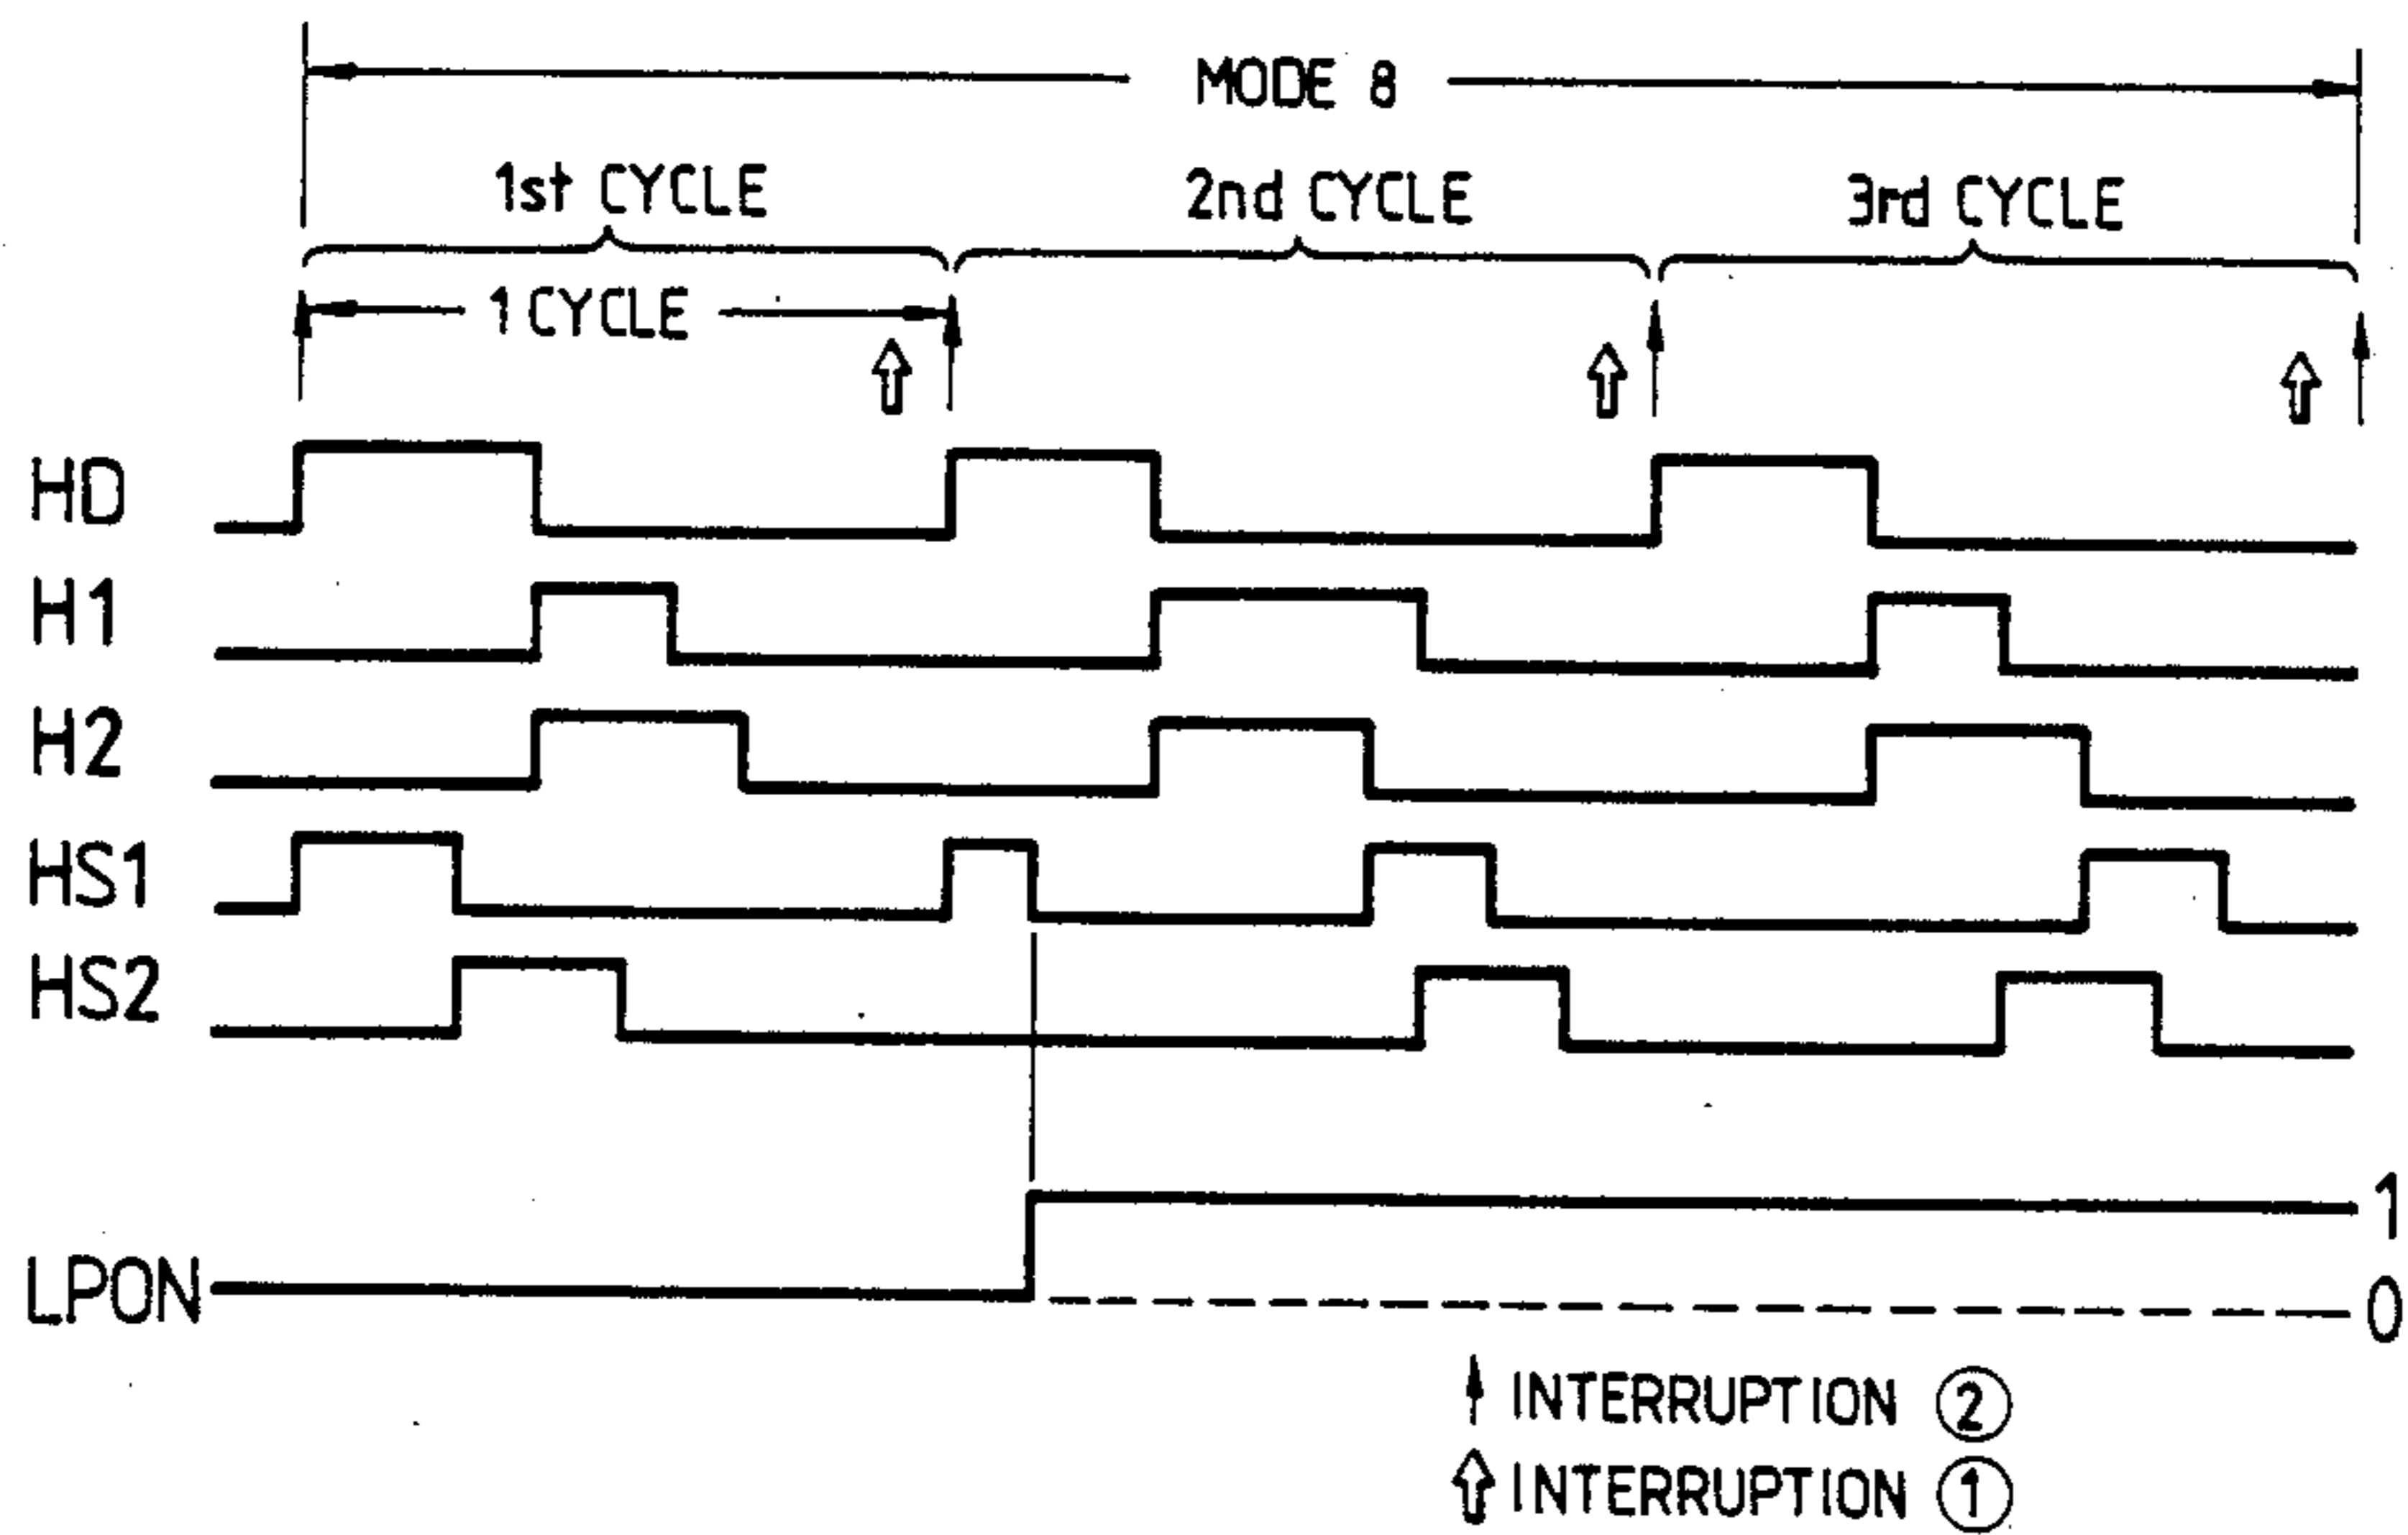 MODE 8
1st CYCLE 2nd CYCLE 3rd CYCLE
1 CYCLE
HD
H1
H2
HS1
HS2
1
LPON 0
INTERRUPTION ②
INTERRUPTION ①